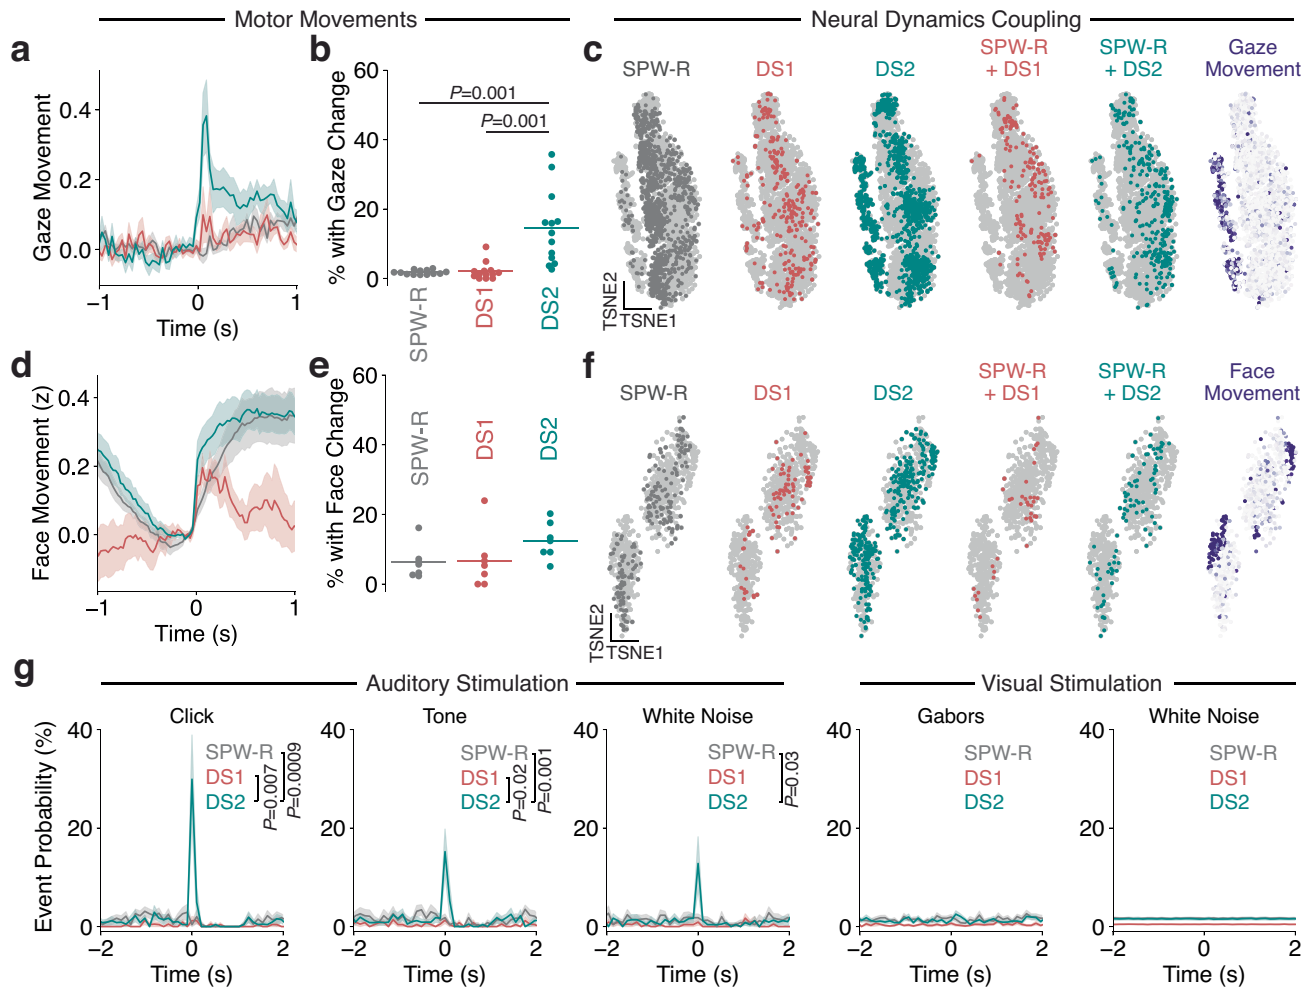 Motor Movements
Neural Dynamics Coupling
a
Gaze Movement
0.4
0.2
0.0
−1
0
1
Time (s)
b
% with Gaze Change
60
40
20
0
P=0.001
P=0.001
SPW-R
DS1
DS2
c
SPW-R
DS1
DS2
SPW-R
+ DS1
SPW-R
+ DS2
Gaze
Movement
TSNE2
TSNE1
d
Face Movement (z)
0.4
0.2
0.0
−1
0
1
Time (s)
e
% with Face Change
60
40
20
0
SPW-R
DS1
DS2
f
SPW-R
DS1
DS2
SPW-R
+ DS1
SPW-R
+ DS2
Face
Movement
TSNE2
TSNE1
g
Auditory Stimulation
Visual Stimulation
Click
Event Probability (%)
40
20
0
−2
0
2
Time (s)
SPW-R
DS1
DS2
P=0.007
P=0.0009
Tone
40
20
0
−2
0
2
Time (s)
SPW-R
DS1
DS2
P=0.02
P=0.001
White Noise
40
20
0
−2
0
2
Time (s)
SPW-R
DS1
DS2
P=0.03
Gabors
40
20
0
−2
0
2
Time (s)
SPW-R
DS1
DS2
White Noise
40
20
0
−2
0
2
Time (s)
SPW-R
DS1
DS2